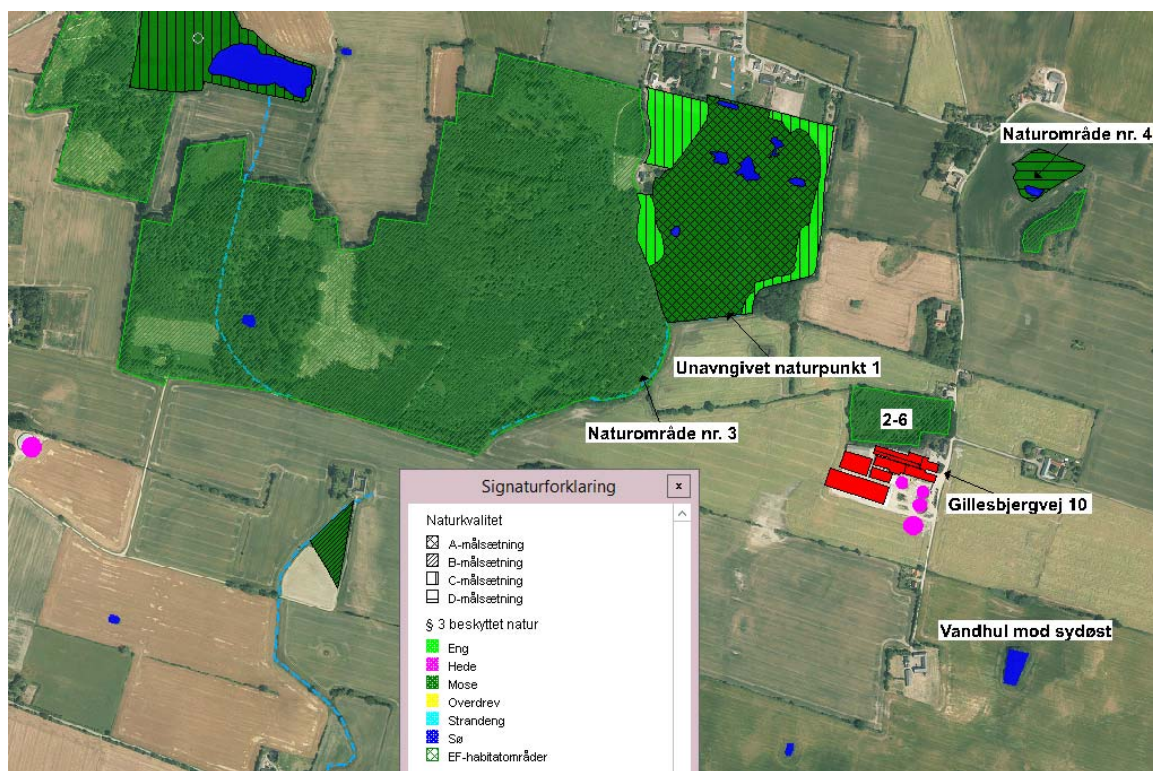 Naturområde nr. 4
Unavngivet naturpunkt 1
2-6
Naturområde nr. 3
Gillesbjergvej 10
Vandhul mod sydøst
Signaturforklaring
x
Naturkvalitet
A-målsætning
B-målsætning
C-målsætning
D-målsætning
§ 3 beskyttet natur
Eng
Hede
Mose
Overdrev
Strandeng
Sø
EF-habitatområder